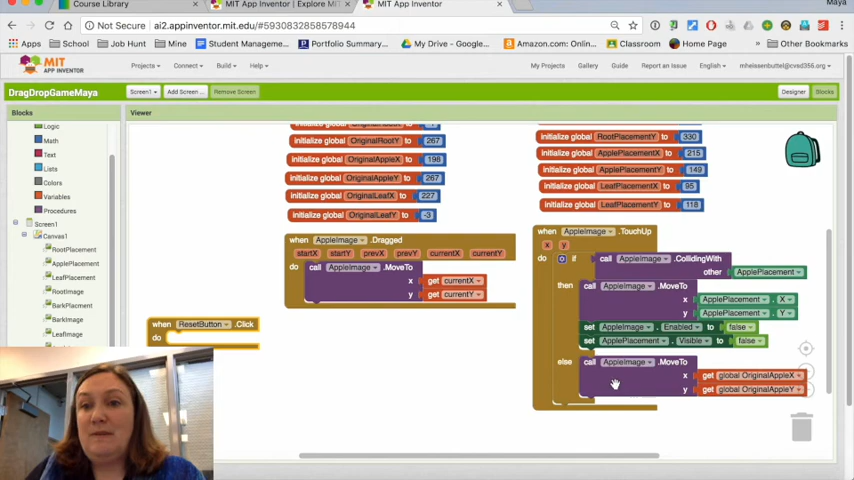 Course Library
MIT App Inventor | Explore M
MIT App Inventor
Maya
Not Secure
ai2.appinventor.mit.edu/#5930832858578944
Apps
School
Job Hunt
Mine
Student Management...
Portfolio Summary...
My Drive – Google...
Amazon.com: Onlin...
Classroom
Home Page
Other Bookmarks
MIT
APP INVENTOR
Projects
Connect
Build
Help
My Projects
Gallery
Guide
Report an Issue
English
mheissenbuttel@cvsd356.org
DragDropGameMaya
Screen1
Add Screen ...
Remove Screen
Designer
Blocks
Blocks
Viewer
Logic
Math
Text
Lists
Colors
Variables
Procedures
Screen1
Canvas1
RootPlacement
ApplePlacement
LeafPlacement
RootImage
BarkPlacment
BarkImage
LeafImage
initialize global OriginalRootY to 267
initialize global OriginalAppleX to 198
initialize global OriginalAppleY to 267
initialize global OriginalLeafX to 227
initialize global OriginalLeafY to -3
when AppleImage .Dragged
startX startY prevX prevY currentX currentY
do call AppleImage .MoveTo
x get currentX
y get currentY
when ResetButton .Click
do
initialize global RootPlacementY to 330
initialize global ApplePlacementX to 215
initialize global ApplePlacementY to 149
initialize global LeafPlacementX to 95
initialize global LeafPlacementY to 118
when AppleImage .TouchUp
x y
do if call AppleImage .CollidingWith
other ApplePlacement
then call AppleImage .MoveTo
x ApplePlacement . X
y ApplePlacement . Y
set AppleImage . Enabled to false
set ApplePlacement . Visible to false
else call AppleImage .MoveTo
x get global OriginalAppleX
y get global OriginalAppleY